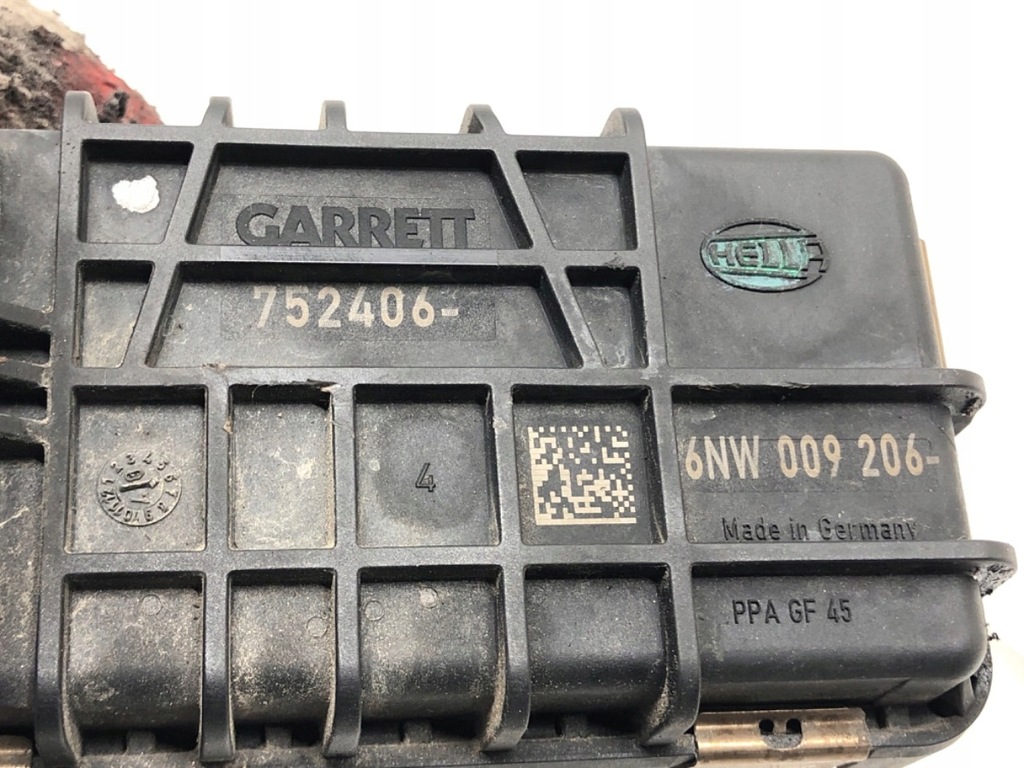 GARRETT
HELLA
752406-
4
6NW 009 206-
Made in Germany
PPA GF 45